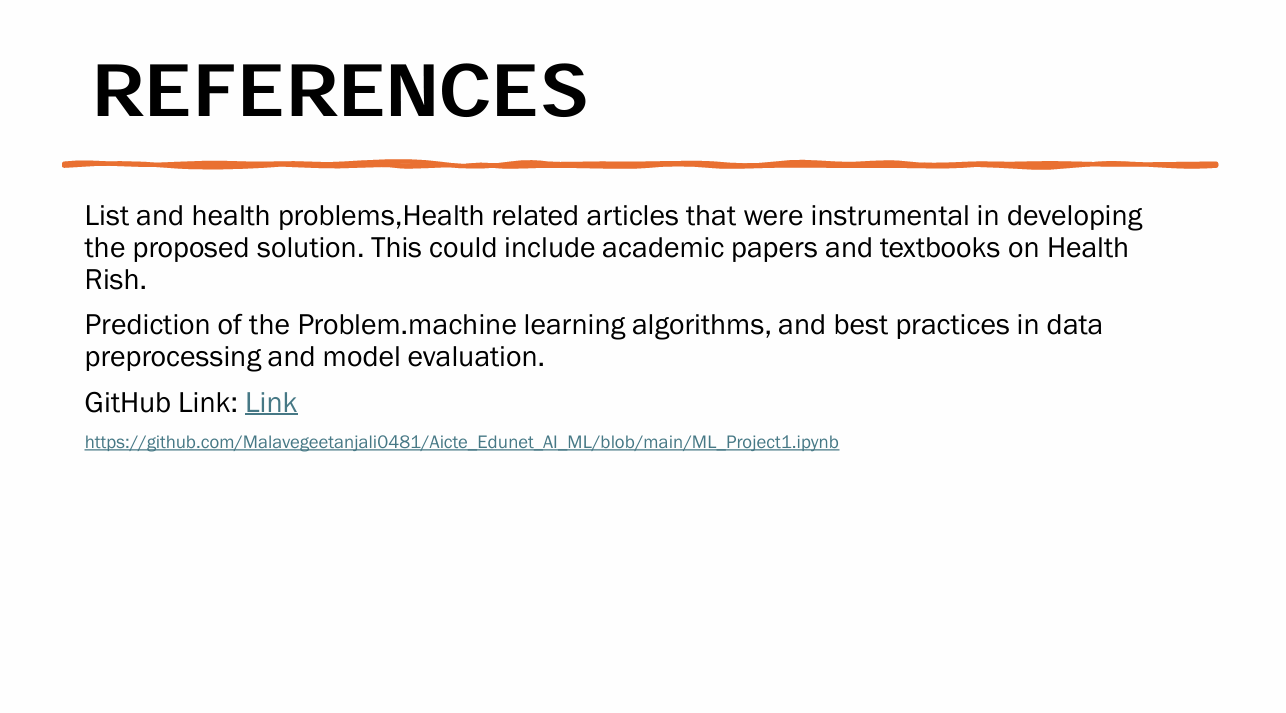 REFERENCES
List and health problems,Health related articles that were instrumental in developing
the proposed solution. This could include academic papers and textbooks on Health
Rish.
Prediction of the Problem.machine learning algorithms, and best practices in data
preprocessing and model evaluation.
GitHub Link: Link
https://github.com/Malavegeetanjali0481/Aicte_Edunet_AI_ML/blob/main/ML_Project1.ipynb